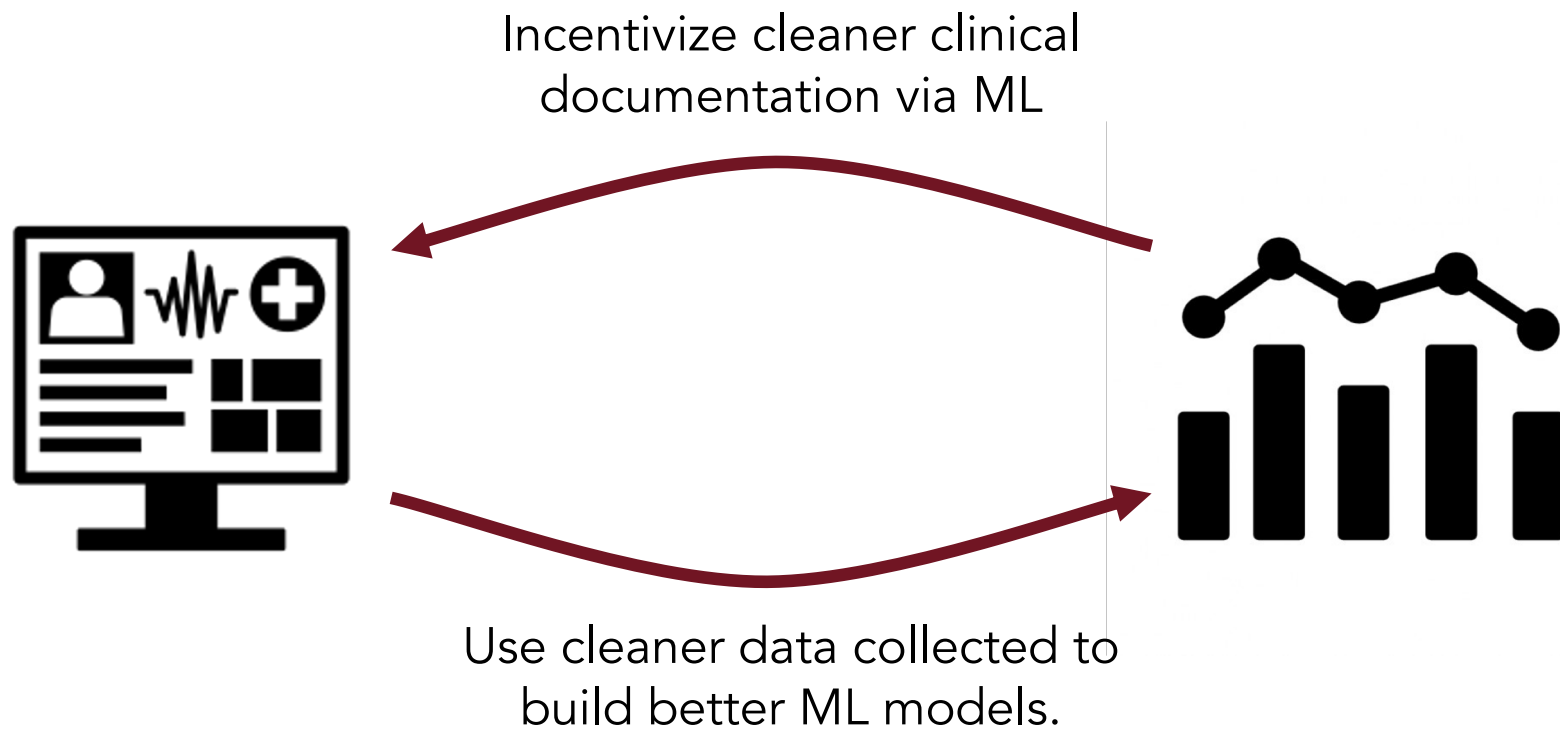 Incentivize cleaner clinical
documentation via ML
Use cleaner data collected to
build better ML models.